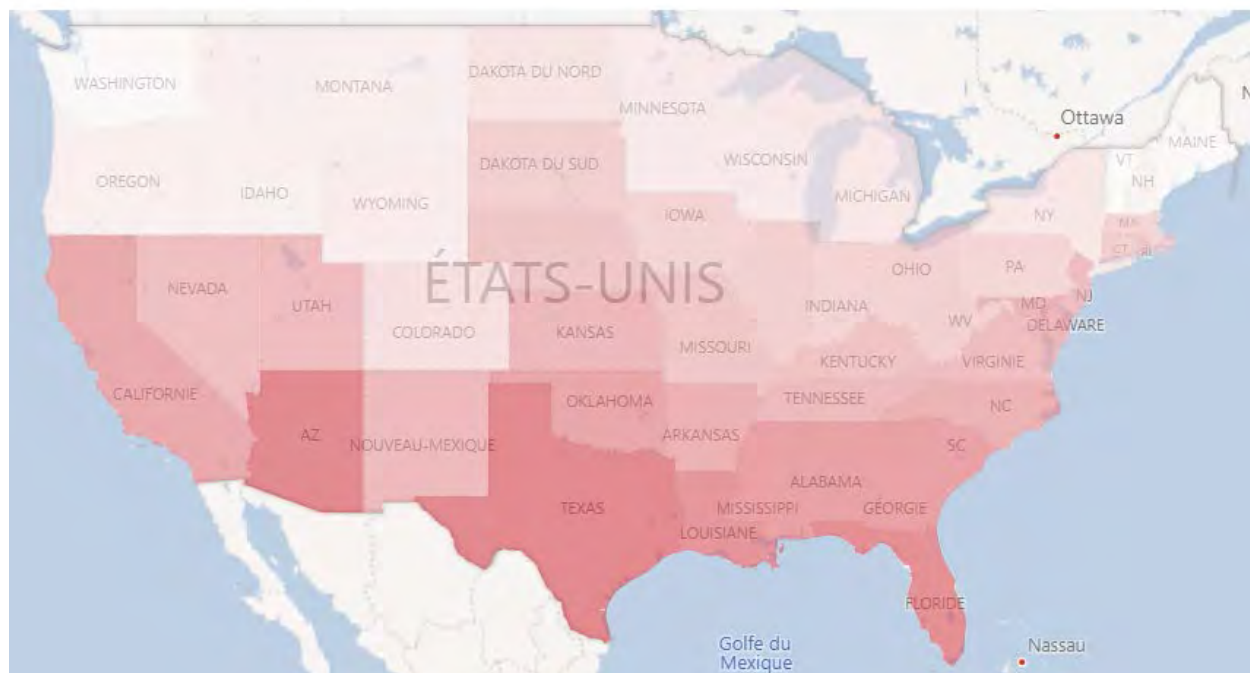 WASHINGTON
MONTANA
DAKOTA DU NORD
MINNESOTA
Ottawa
N
MAINE
VT
NH
OREGON
IDAHO
WYOMING
DAKOTA DU SUD
WISCONSIN
MICHIGAN
NY
MA
CT
RI
IOWA
ÉTATS-UNIS
NEVADA
UTAH
COLORADO
KANSAS
MISSOURI
INDIANA
OHIO
PA
NJ
MD
DELAWARE
WV
KENTUCKY
VIRGINIE
CALIFORNIE
AZ
NOUVEAU-MEXIQUE
OKLAHOMA
ARKANSAS
TENNESSEE
NC
SC
TEXAS
ALABAMA
MISSISSIPPI
GÉORGIE
LOUISIANE
FLORIDE
Golfe du
Mexique
Nassau